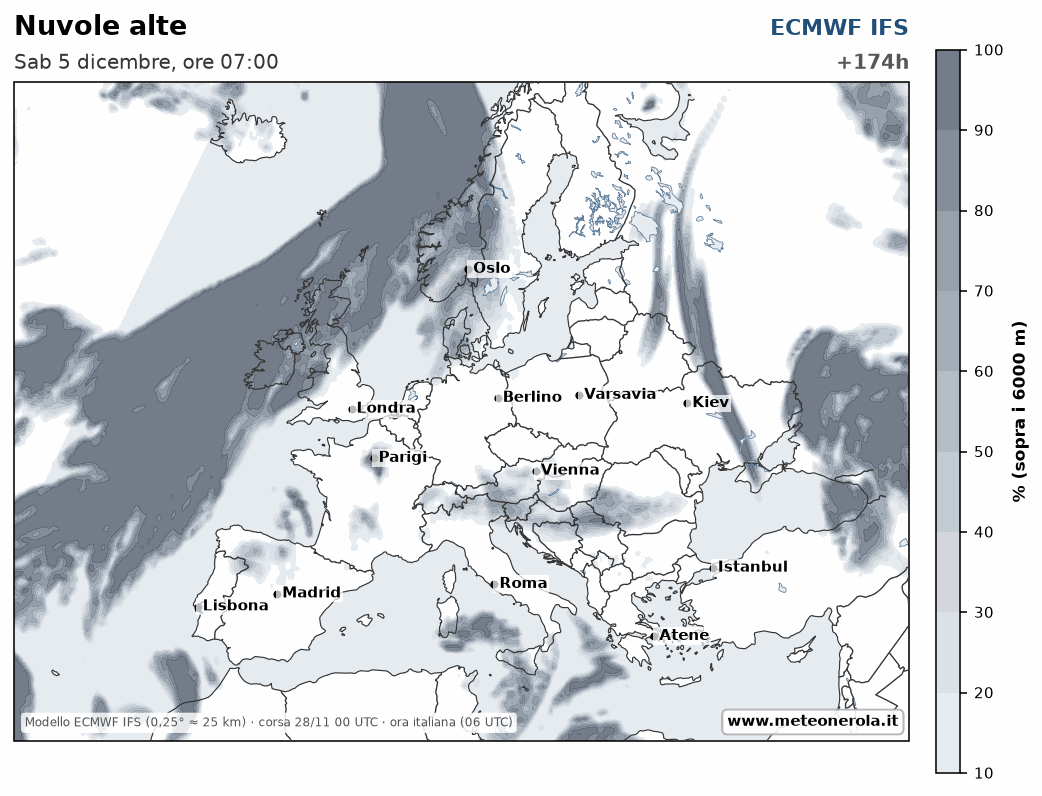 Nuvole alte
ECMWF IFS
Sab 5 dicembre, ore 07:00
+174h
100
90
80
70
60
50
40
30
20
10
% (sopra i 6000 m)
Oslo
Berlino
Varsavia
Londra
Kiev
Parigi
Vienna
Istanbul
Roma
Madrid
Lisbona
Atene
Modello ECMWF IFS (0,25° ≈ 25 km) · corsa 28/11 00 UTC · ora italiana (06 UTC)
www.meteonerola.it